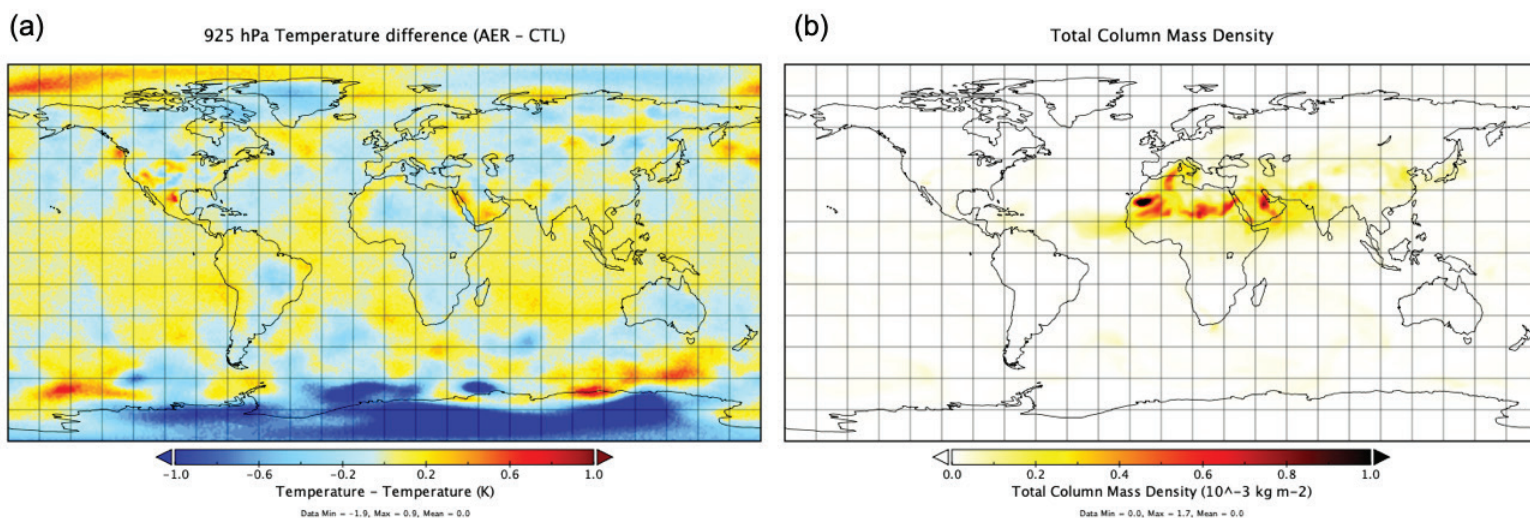 (a)
925 hPa Temperature difference (AER – CTL)
-1.0 -0.6 -0.2 0.2 0.6 1.0
Temperature – Temperature (K)
Data Min = -1.9, Max = 0.9, Mean = 0.0
(b)
Total Column Mass Density
0.0 0.2 0.4 0.6 0.8 1.0
Total Column Mass Density (10^-3 kg m-2)
Data Min = 0.0, Max = 1.7, Mean = 0.0